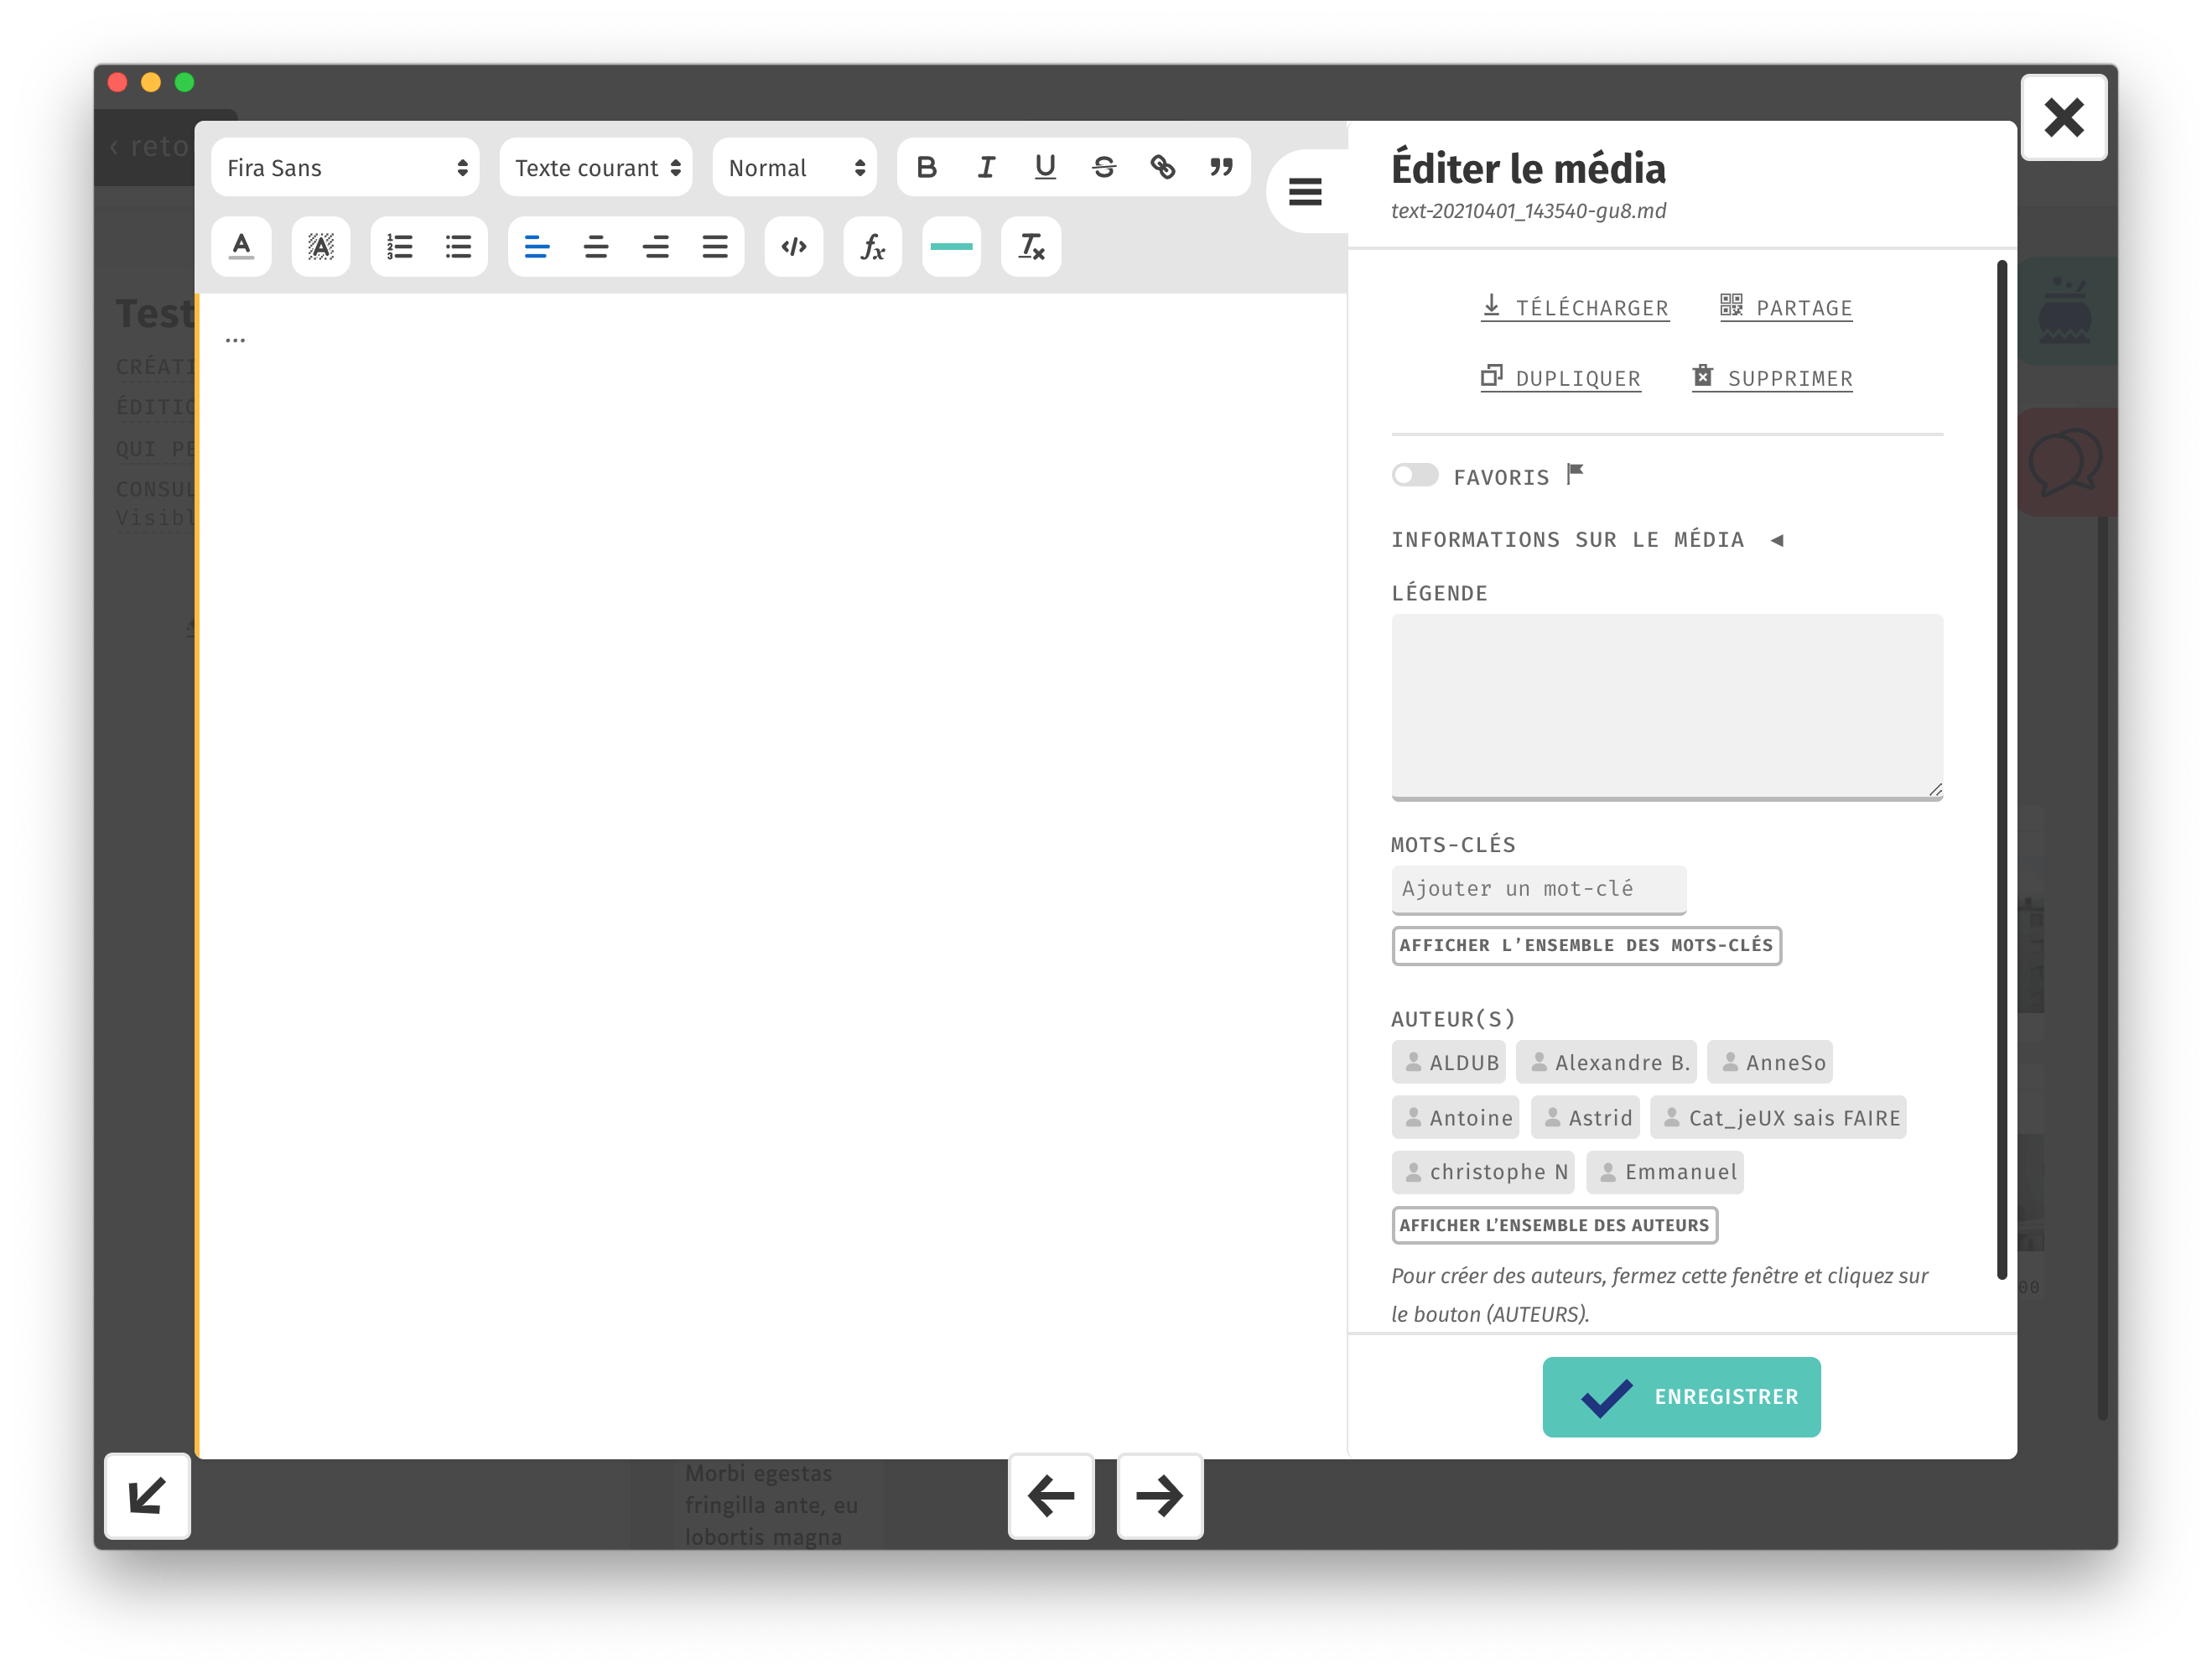 ‹ reto
Fira Sans
Texte courant
Normal
Éditer le média
text-20210401_143540-gu8.md
Test
CRÉATI
ÉDITIO
QUI PE
CONSUL
Visibl
...
TÉLÉCHARGER
PARTAGE
DUPLIQUER
SUPPRIMER
FAVORIS
INFORMATIONS SUR LE MÉDIA
LÉGENDE
MOTS-CLÉS
Ajouter un mot-clé
AFFICHER L’ENSEMBLE DES MOTS-CLÉS
AUTEUR(S)
ALDUB
Alexandre B.
AnneSo
Antoine
Astrid
Cat_jeUX sais FAIRE
christophe N
Emmanuel
AFFICHER L’ENSEMBLE DES AUTEURS
Pour créer des auteurs, fermez cette fenêtre et cliquez sur
le bouton (AUTEURS).
00
ENREGISTRER
Morbi egestas
fringilla ante, eu
lobortis magna